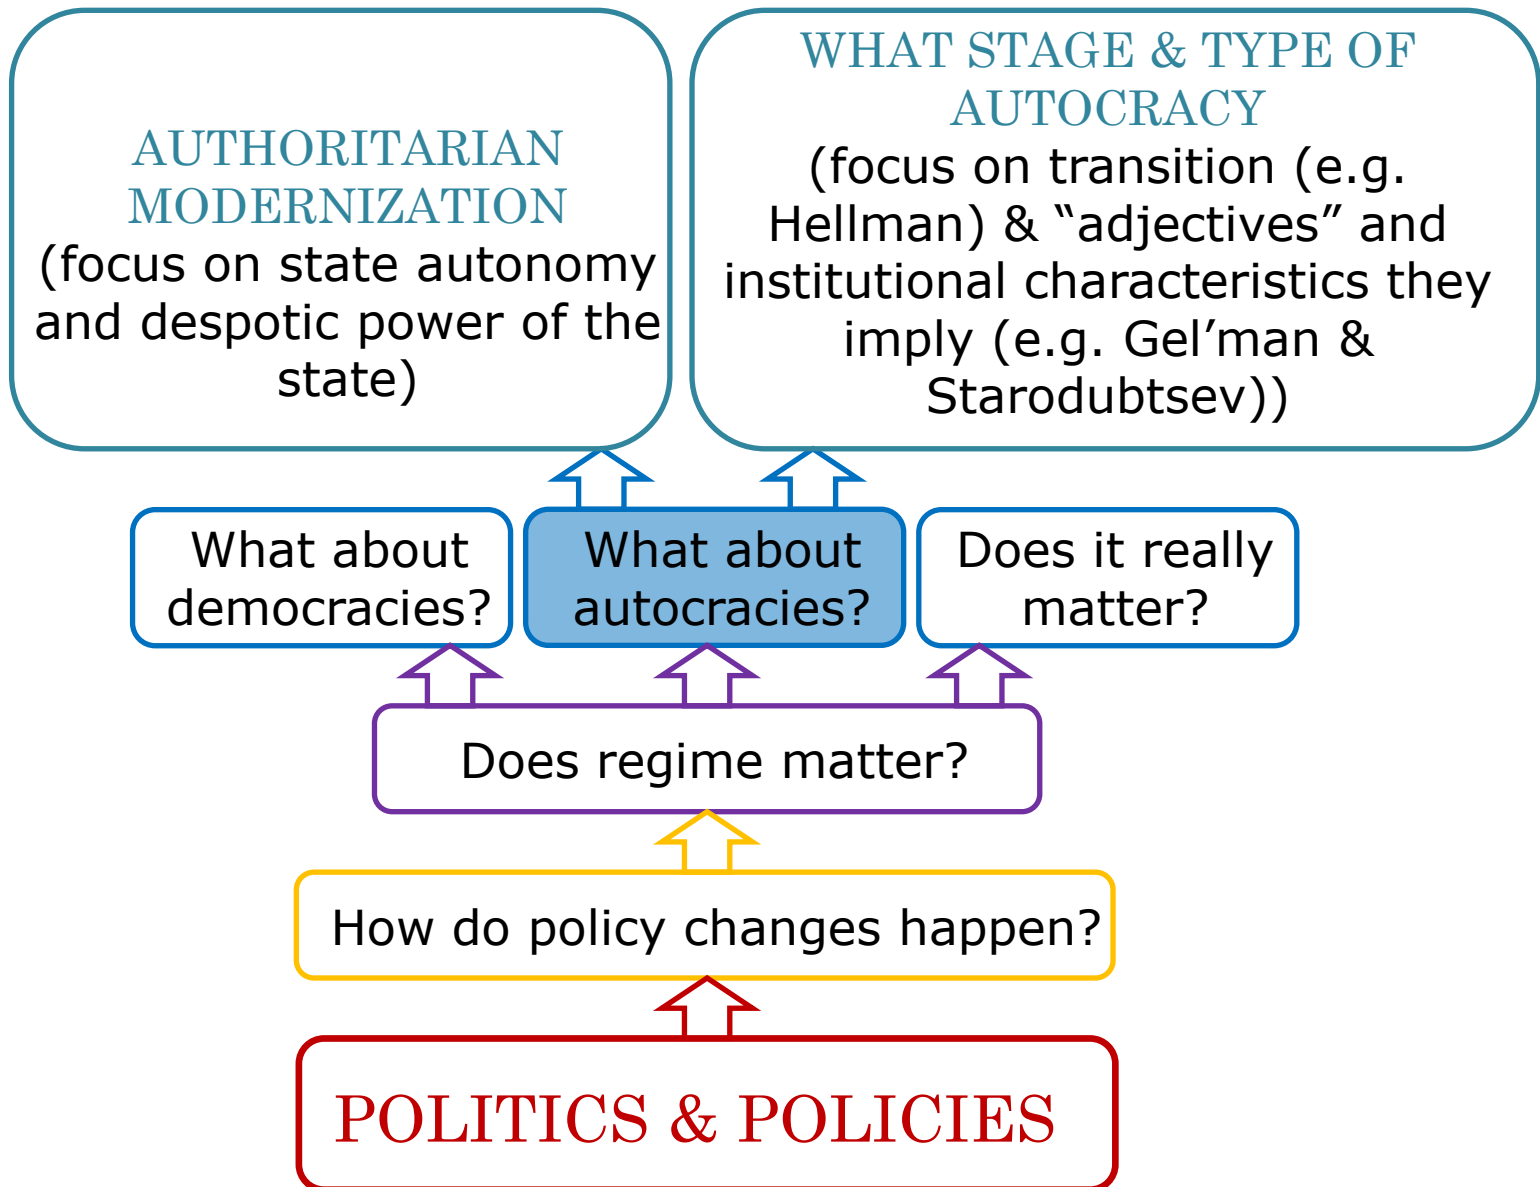 AUTHORITARIAN
MODERNIZATION
(focus on state autonomy
and despotic power of the
state)
WHAT STAGE & TYPE OF
AUTOCRACY
(focus on transition (e.g.
Hellman) & “adjectives” and
institutional characteristics they
imply (e.g. Gel’man &
Starodubtsev))
What about
democracies?
What about
autocracies?
Does it really
matter?
Does regime matter?
How do policy changes happen?
POLITICS & POLICIES